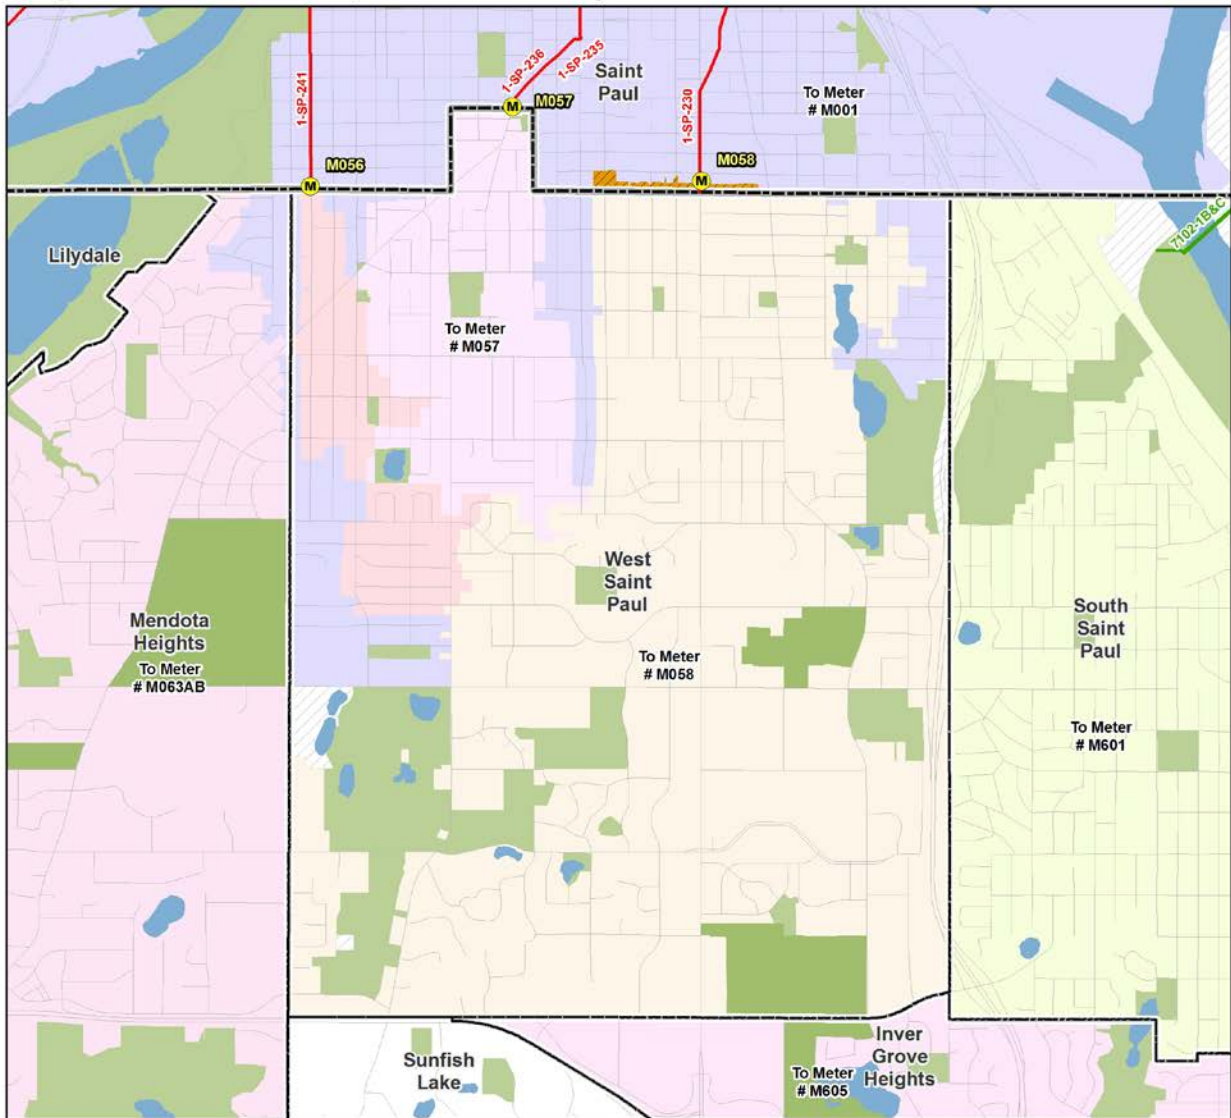 1-SP-241
1-SP-236
1-SP-235
Saint
Paul
1-SP-230
To Meter
# M001
M
M057
M
M056
M
M058
7102-1B&C
Lilydale
To Meter
# M057
West
Saint
Paul
Mendota
Heights
To Meter
# M063AB
To Meter
# M058
South
Saint
Paul
To Meter
# M601
Sunfish
Lake
Inver
Grove
Heights
To Meter
# M605